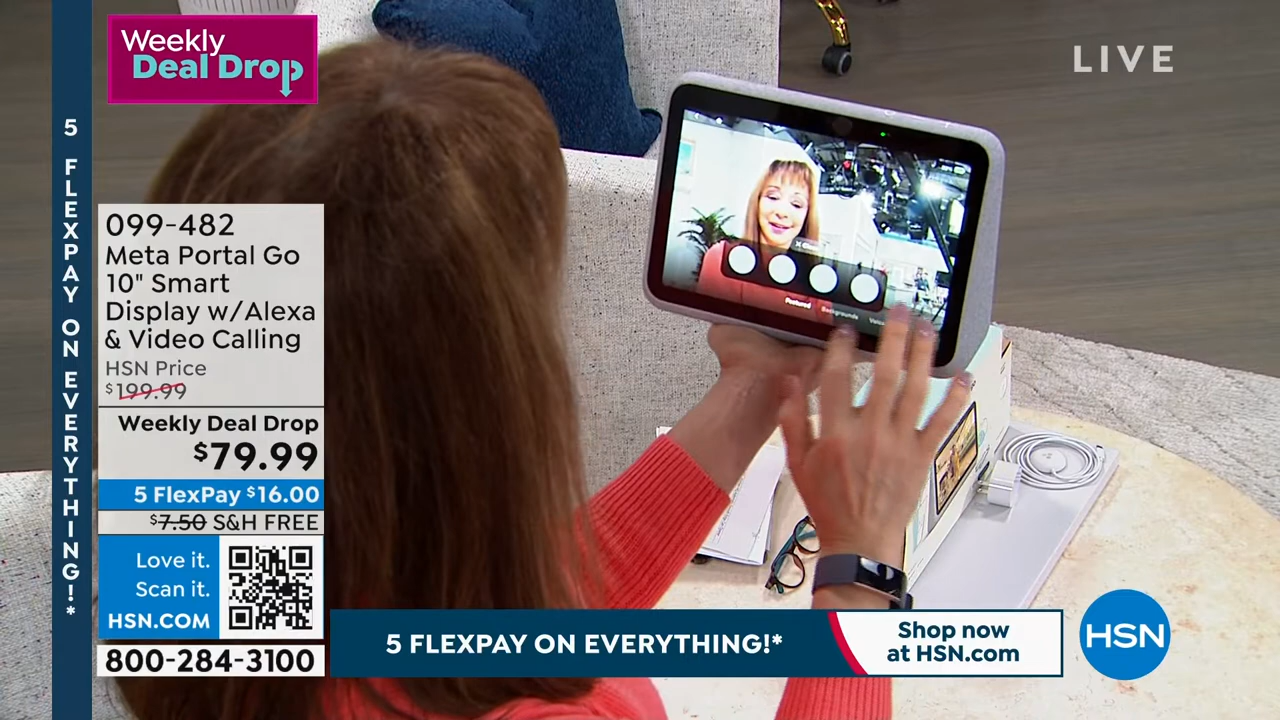 Weekly
Deal Drop
LIVE
5 FLEXPAY ON EVERYTHING!*
099-482
Meta Portal Go
10" Smart
Display w/Alexa
& Video Calling
HSN Price
$199.99
Weekly Deal Drop
$79.99
5 FlexPay $16.00
$7.50 S&H FREE
Love it.
Scan it.
HSN.COM
800-284-3100
Featured
Backgrounds
5 FLEXPAY ON EVERYTHING!*
Shop now
at HSN.com
HSN